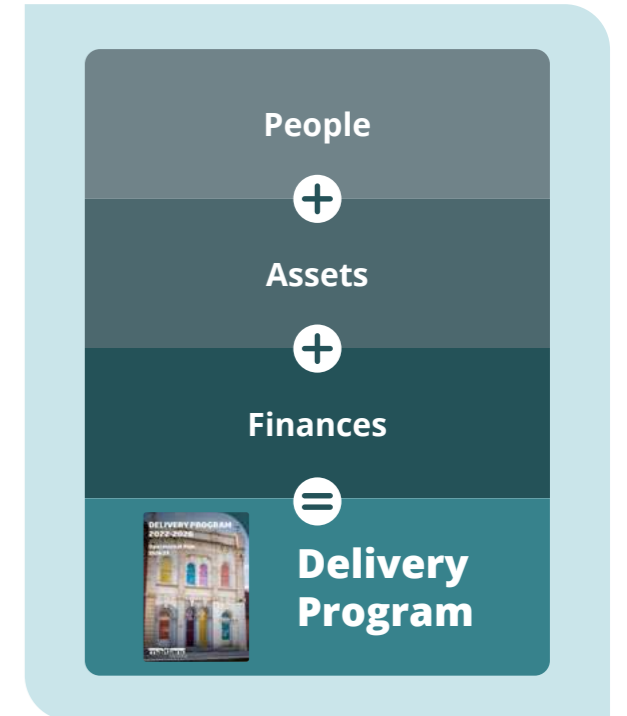 People
+
Assets
+
Finances
=
DELIVERY PROGRAM
2022-2026
Delivery
Program